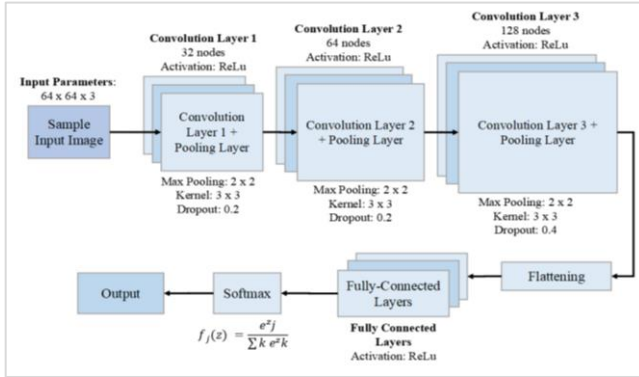 Input Parameters:
64 x 64 x 3
Sample
Input Image
Convolution Layer 1
32 nodes
Activation: ReLu
Convolution
Layer 1 +
Pooling Layer
Max Pooling: 2 x 2
Kernel: 3 x 3
Dropout: 0.2
Convolution Layer 2
64 nodes
Activation: ReLu
Convolution Layer 2
+ Pooling Layer
Max Pooling: 2 x 2
Kernel: 3 x 3
Dropout: 0.2
Convolution Layer 3
128 nodes
Activation: ReLu
Convolution Layer 3 +
Pooling Layer
Max Pooling: 2 x 2
Kernel: 3 x 3
Dropout: 0.4
Flattening
Fully-Connected
Layers
Fully Connected
Layers
Activation: ReLu
Softmax
f_j(z) = e^z j / ∑k e^z k
Output